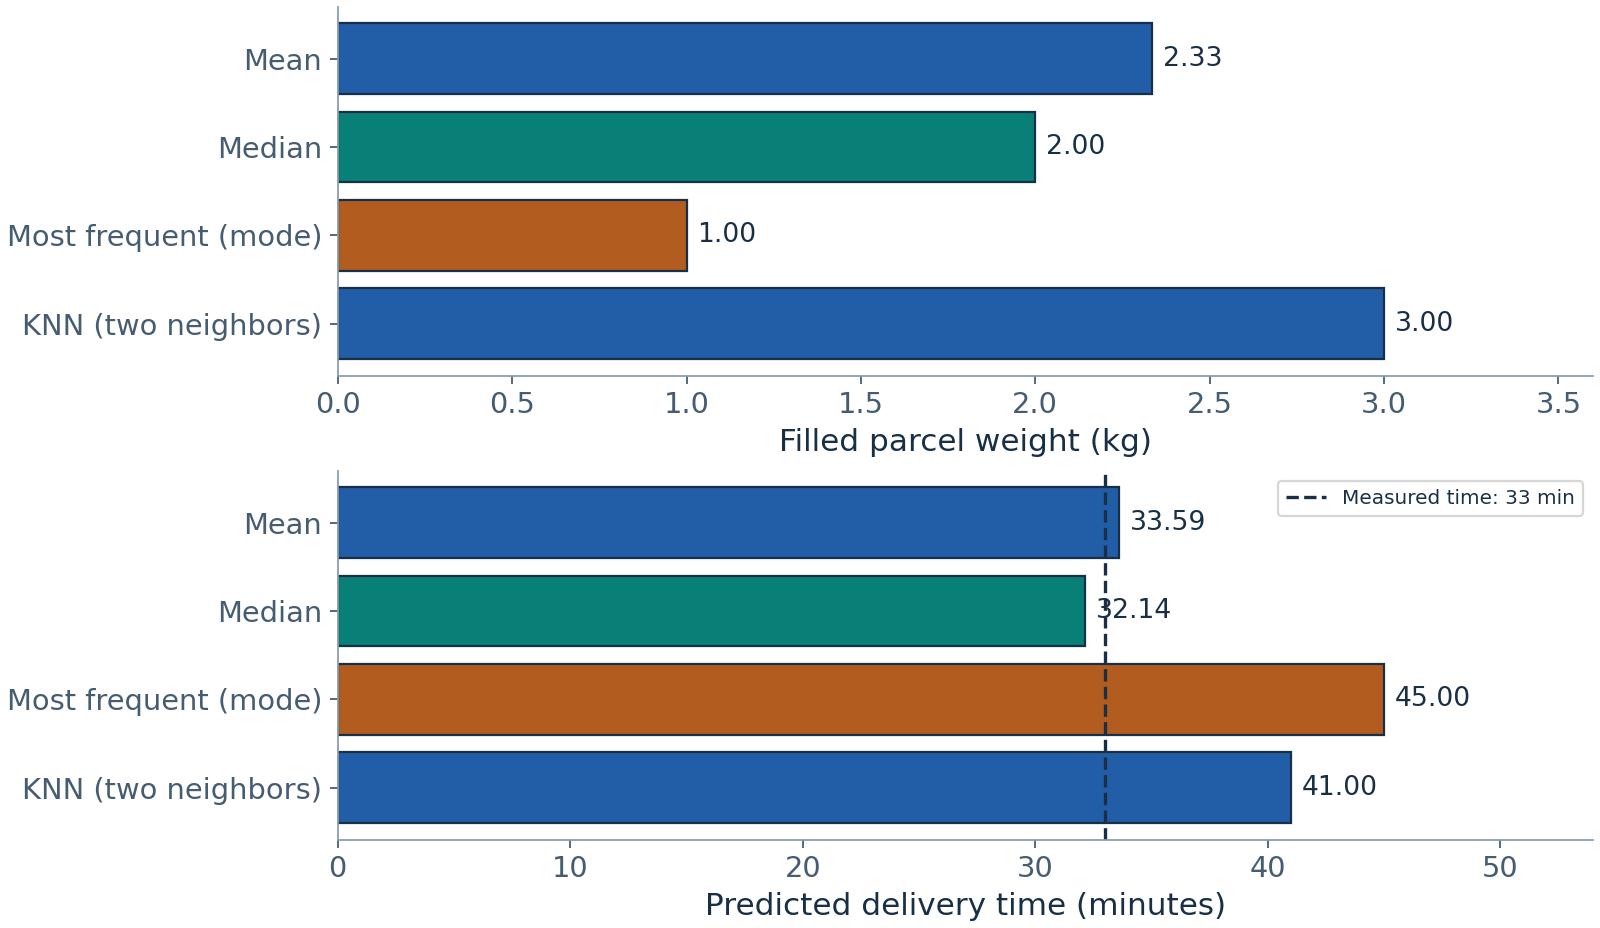 Mean
2.33
Median
2.00
Most frequent (mode)
1.00
KNN (two neighbors)
3.00
0.0 0.5 1.0 1.5 2.0 2.5 3.0 3.5
Filled parcel weight (kg)
Measured time: 33 min
Mean
33.59
Median
32.14
Most frequent (mode)
45.00
KNN (two neighbors)
41.00
0 10 20 30 40 50
Predicted delivery time (minutes)